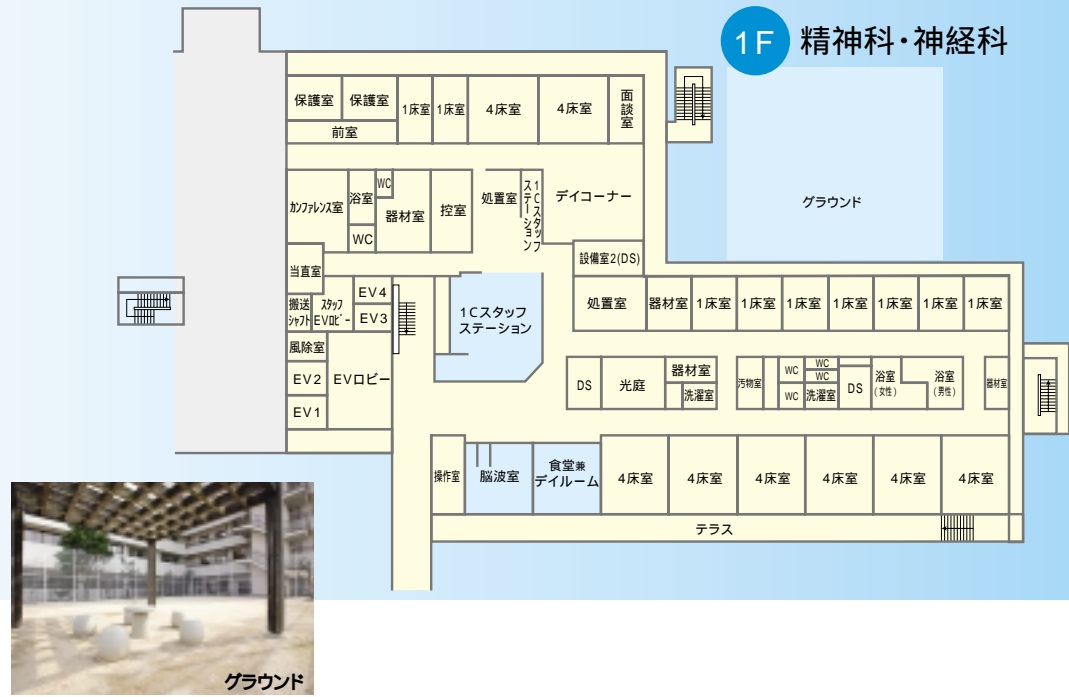 1F 精神科・神経科
保護室
保護室
1床室
1床室
4床室
4床室
面談室
前室
グラウンド
カンファレンス室
浴室
WC
WC
器材室
控室
処置室
1Cスタッフ
ステーション
デイコーナー
設備室2(DS)
当直室
搬送
シャフト
スタッフ
EVロビー
EV4
EV3
1Cスタッフ
ステーション
処置室
器材室
1床室
1床室
1床室
1床室
1床室
1床室
1床室
風除室
EV2
EV1
EVロビー
DS
光庭
器材室
洗濯室
汚物室
WC
WC
WC
WC
洗濯室
DS
浴室
(女性)
浴室
(男性)
器材室
操作室
脳波室
食堂兼
デイルーム
4床室
4床室
4床室
4床室
4床室
4床室
テラス
グラウンド